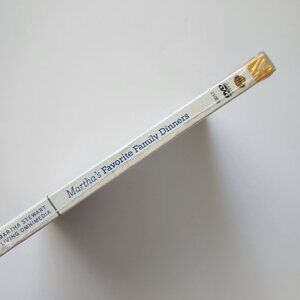 MARTHA STEWART
LIVING OMNIMEDIA
Martha's Favorite Family Dinners
DVD